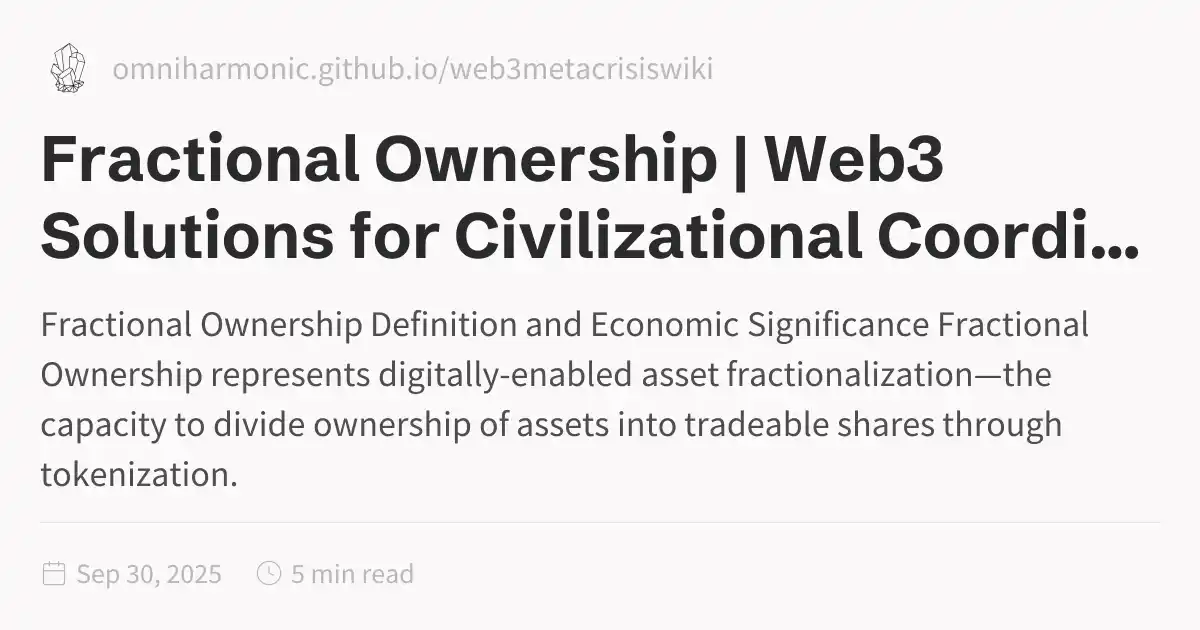 omniharmonic.github.io/web3metacrisiswiki
Fractional Ownership | Web3
Solutions for Civilizational Coordi...
Fractional Ownership Definition and Economic Significance Fractional
Ownership represents digitally-enabled asset fractionalization—the
capacity to divide ownership of assets into tradeable shares through
tokenization.
Sep 30, 2025
5 min read